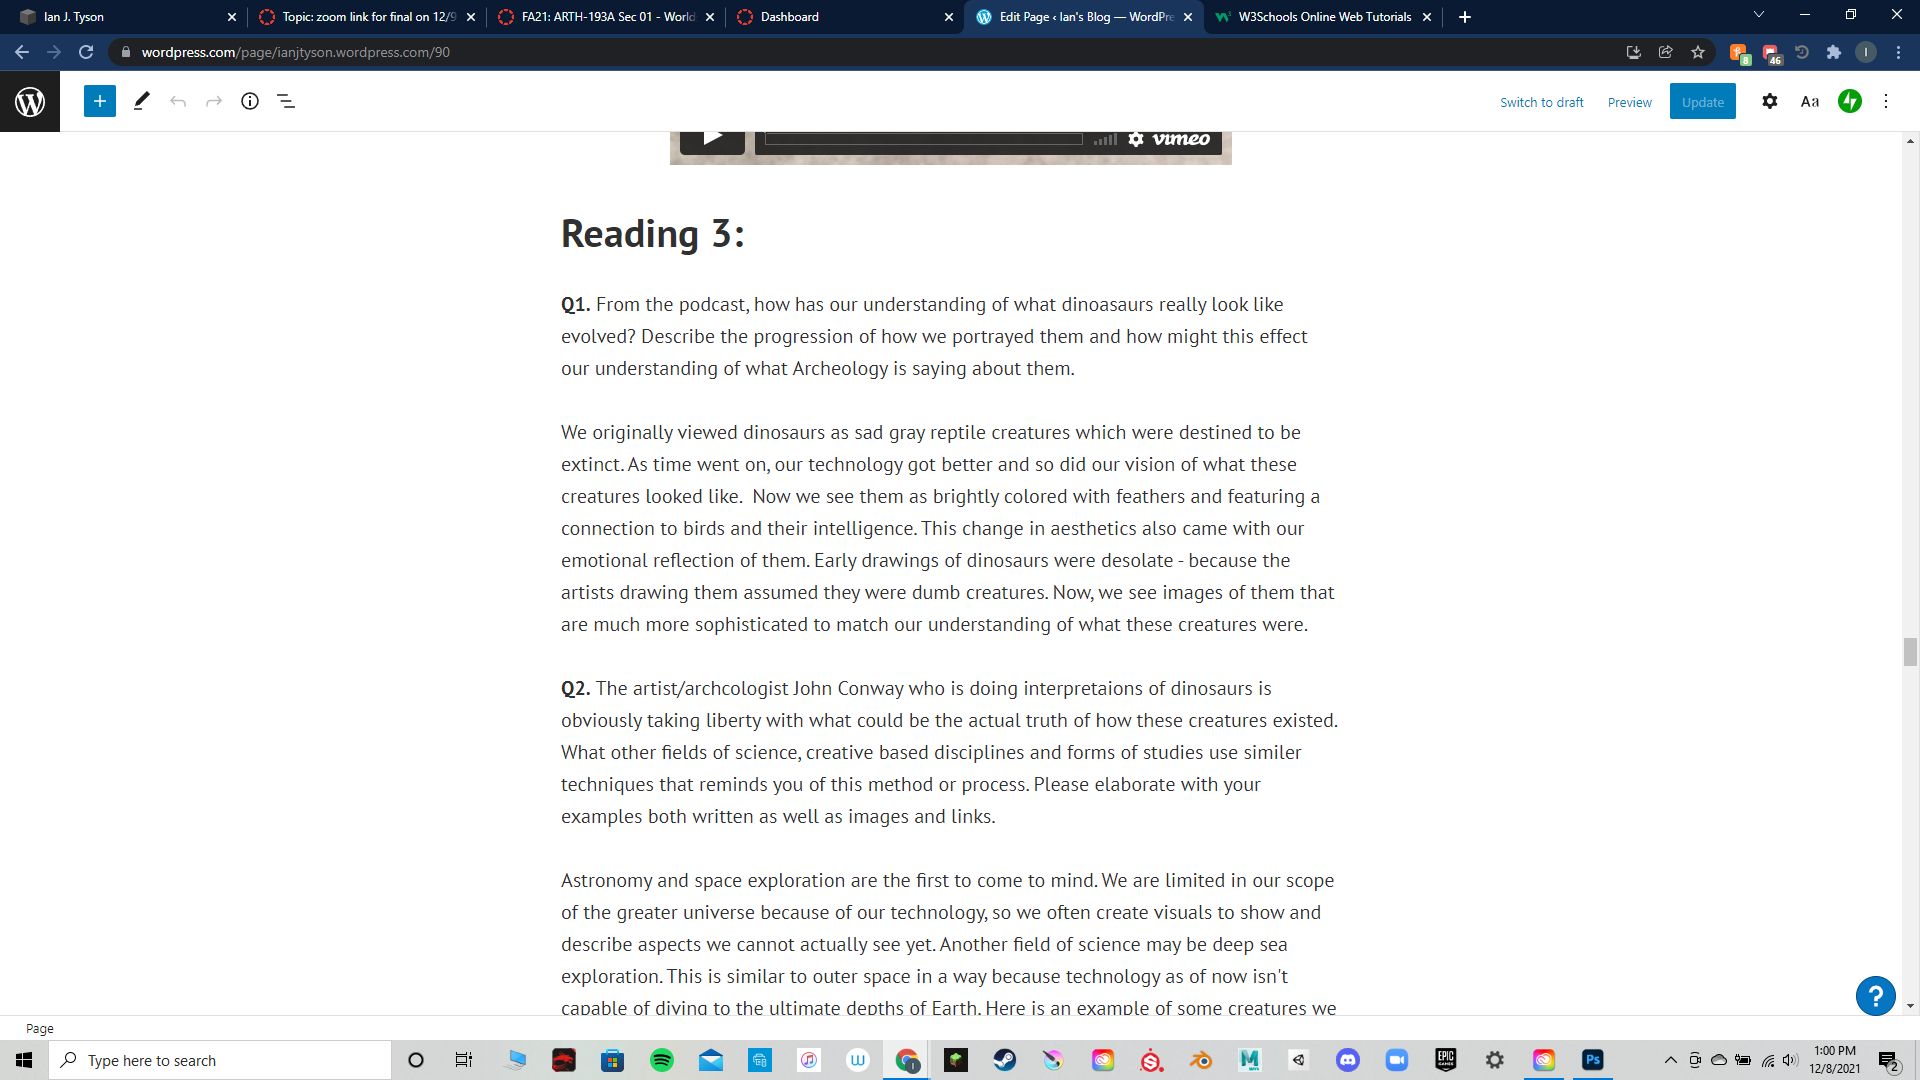 Ian J. Tyson
Topic: zoom link for final on 12/9
FA21: ARTH-193A Sec 01 - World
Dashboard
Edit Page ‹ Ian's Blog — WordPre
W3Schools Online Web Tutorials
wordpress.com/page/ianjtyson.wordpress.com/90
8
46
I
Switch to draft
Preview
Update
Aa
vimeo
Reading 3:
Q1. From the podcast, how has our understanding of what dinoasaurs really look like
evolved? Describe the progression of how we portrayed them and how might this effect
our understanding of what Archeology is saying about them.
We originally viewed dinosaurs as sad gray reptile creatures which were destined to be
extinct. As time went on, our technology got better and so did our vision of what these
creatures looked like.  Now we see them as brightly colored with feathers and featuring a
connection to birds and their intelligence. This change in aesthetics also came with our
emotional reflection of them. Early drawings of dinosaurs were desolate - because the
artists drawing them assumed they were dumb creatures. Now, we see images of them that
are much more sophisticated to match our understanding of what these creatures were.
Q2. The artist/archcologist John Conway who is doing interpretaions of dinosaurs is
obviously taking liberty with what could be the actual truth of how these creatures existed.
What other fields of science, creative based disciplines and forms of studies use similer
techniques that reminds you of this method or process. Please elaborate with your
examples both written as well as images and links.
Astronomy and space exploration are the first to come to mind. We are limited in our scope
of the greater universe because of our technology, so we often create visuals to show and
describe aspects we cannot actually see yet. Another field of science may be deep sea
exploration. This is similar to outer space in a way because technology as of now isn't
capable of diving to the ultimate depths of Earth. Here is an example of some creatures we
?
Page
Type here to search
W
I
M
EPIC
GAMES
Ps
1:00 PM
12/8/2021
2